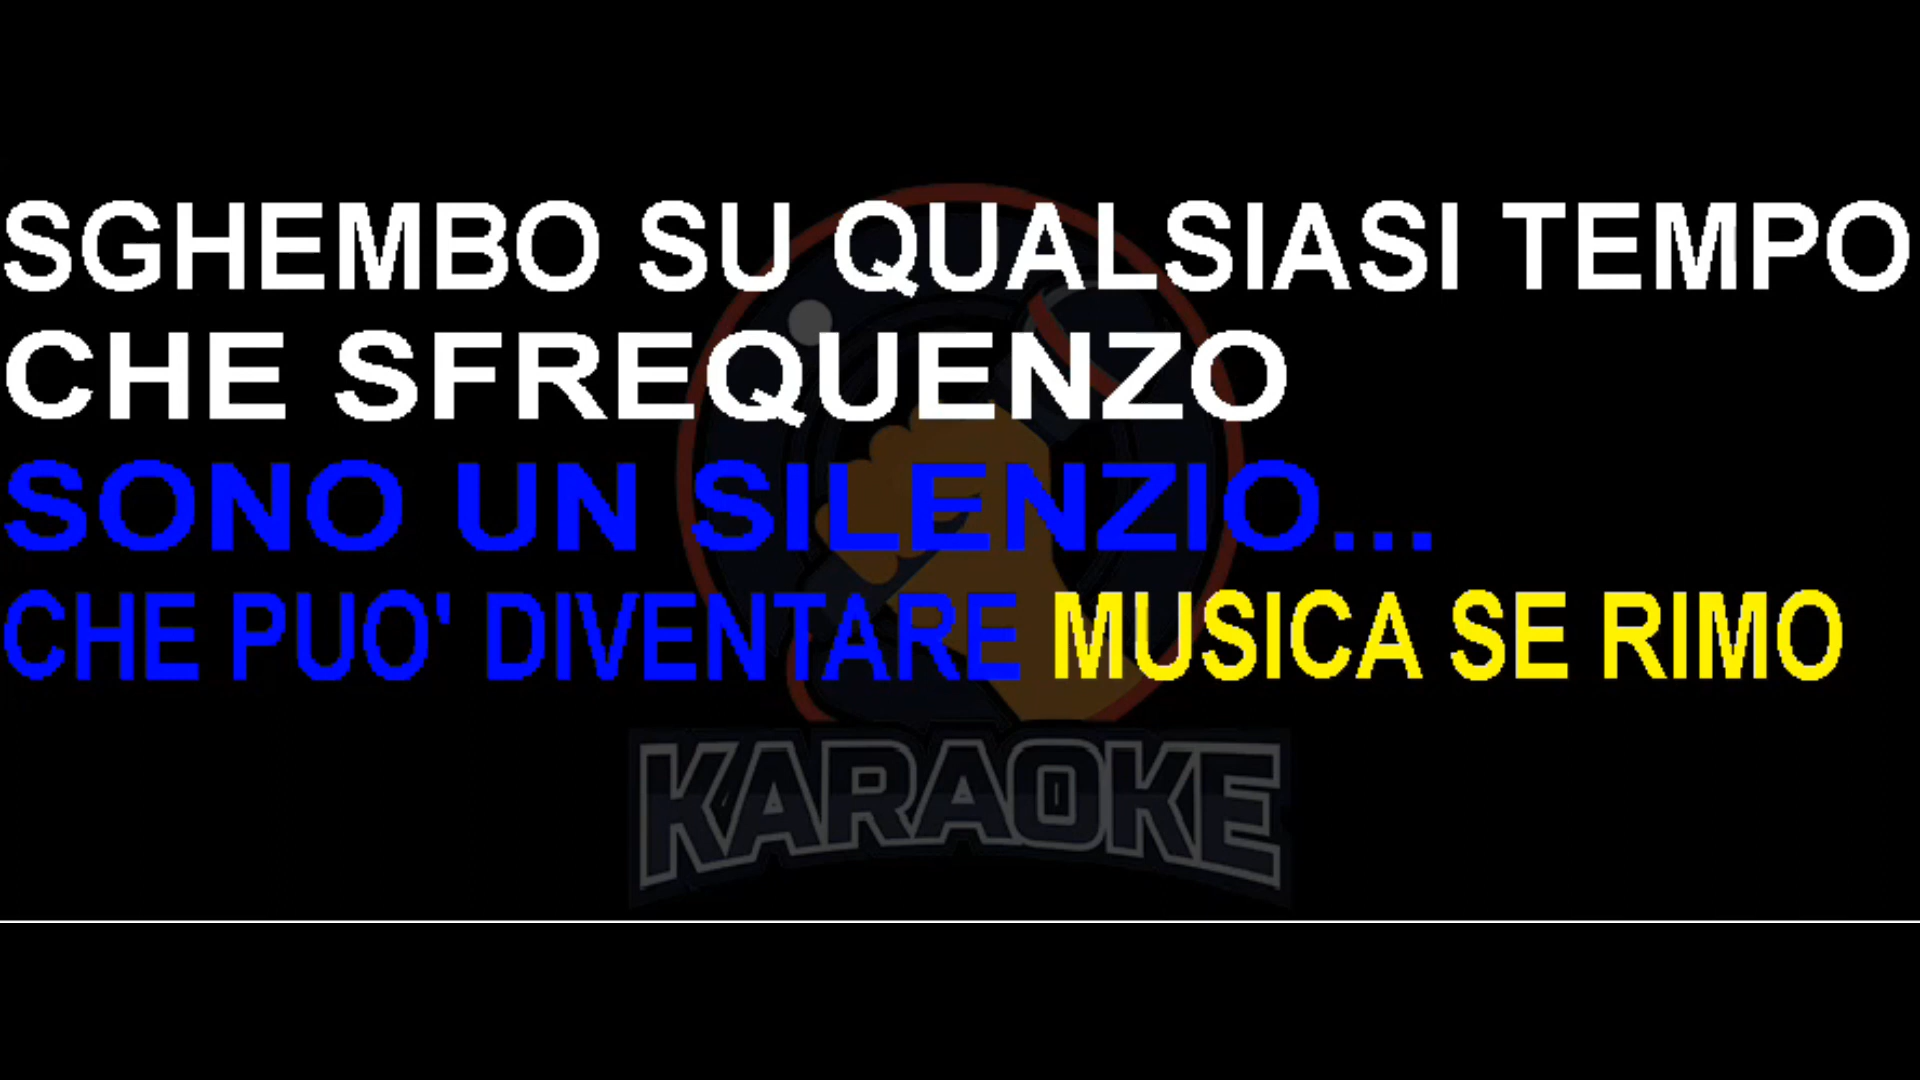 SGHEMBO SU QUALSIASI TEMPO
CHE SFREQUENZO
SONO UN SILENZIO...
CHE PUO' DIVENTARE MUSICA SE RIMO
KARAOKE